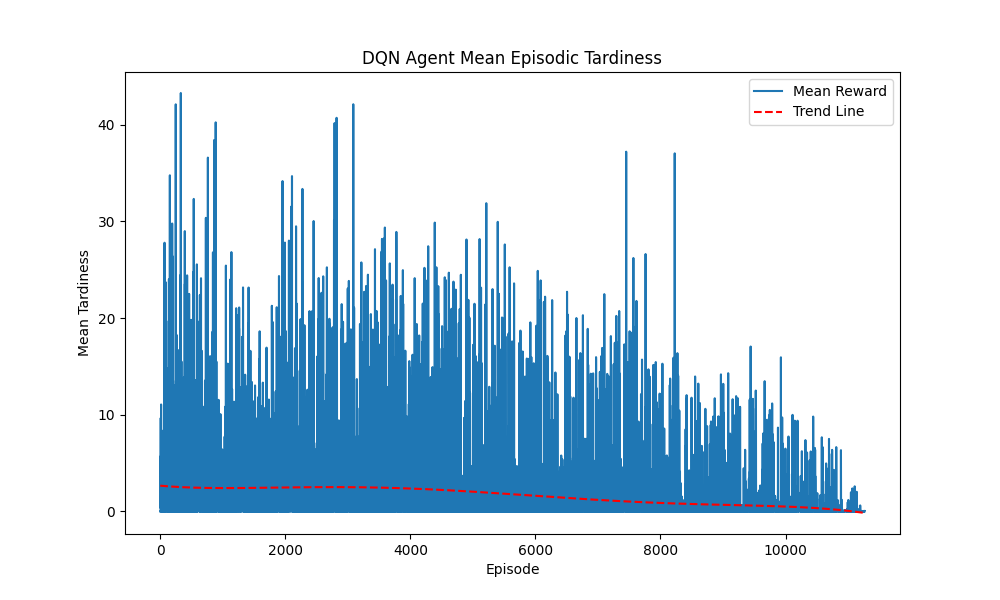 DQN Agent Mean Episodic Tardiness
Mean Reward
Trend Line
Mean Tardiness
40
30
20
10
0
0 2000 4000 6000 8000 10000
Episode